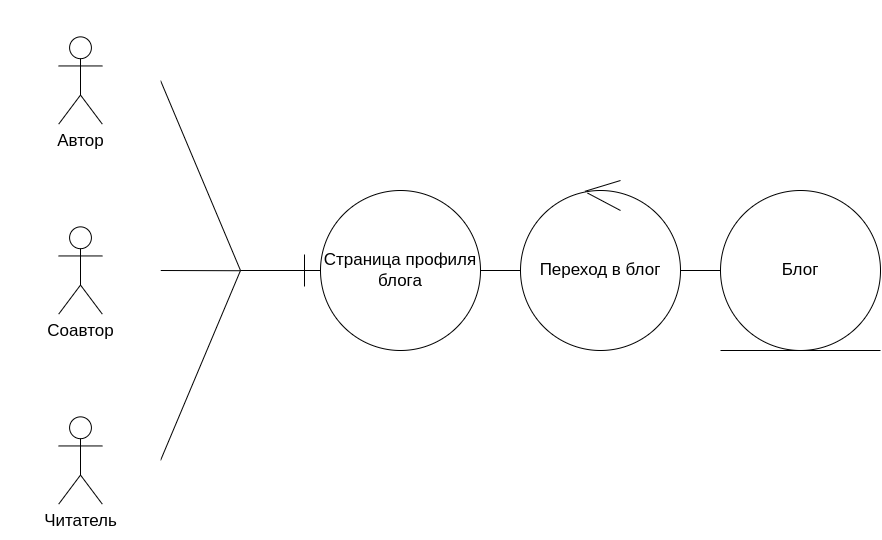 Автор
Соавтор
Читатель
Страница профиля
блога
Переход в блог
Блог